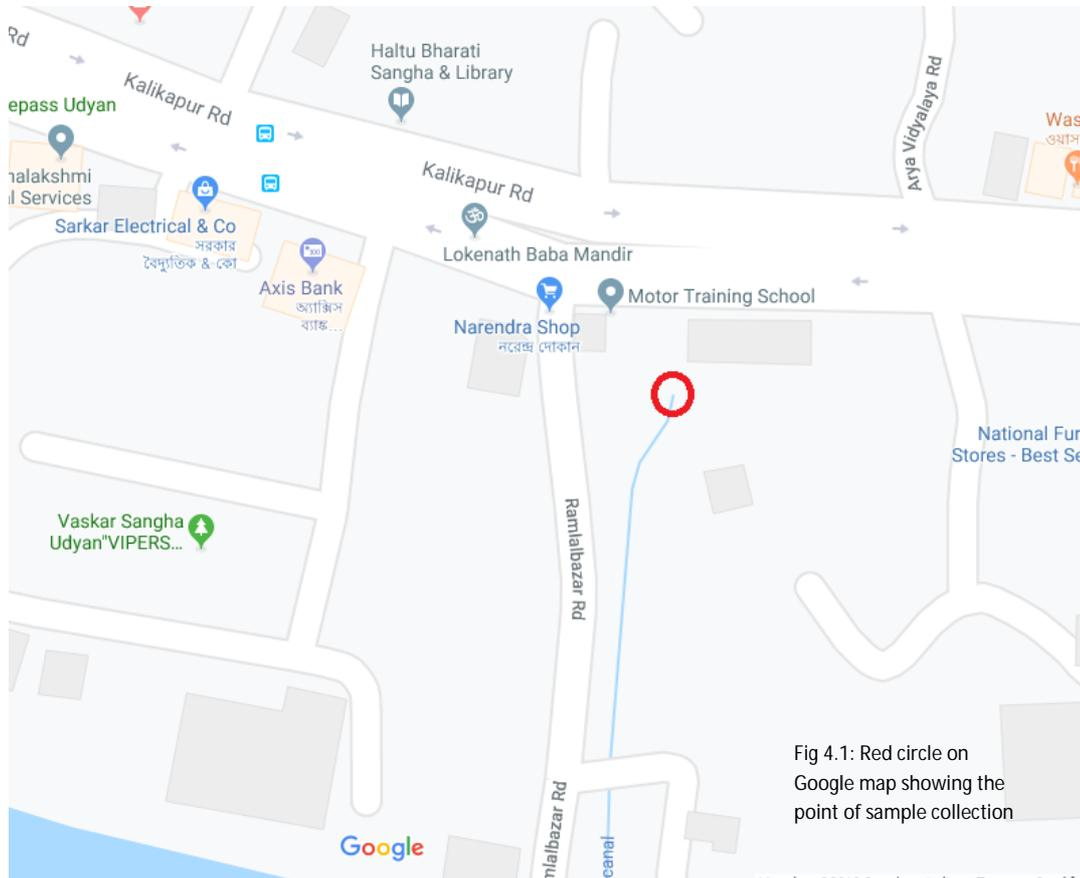 Rd
Kalikapur Rd
epass Udyan
Haltu Bharati
Sangha & Library
Arya Vidyalaya Rd
Was
ওয়াস
halakshmi
l Services
Kalikapur Rd
Sarkar Electrical & Co
সরকার
বৈদ্যুতিক & কো
Lokenath Baba Mandir
Axis Bank
অ্যাক্সিস
ব্যাঙ্ক...
Motor Training School
Narendra Shop
নরেন্দ্র দোকান
National Fur
Stores - Best Se
Ramlalbazar Rd
Vaskar Sangha
Udyan"VIPERS...
Fig 4.1: Red circle on
Google map showing the
point of sample collection
mlalbazar Rd
canal
Google